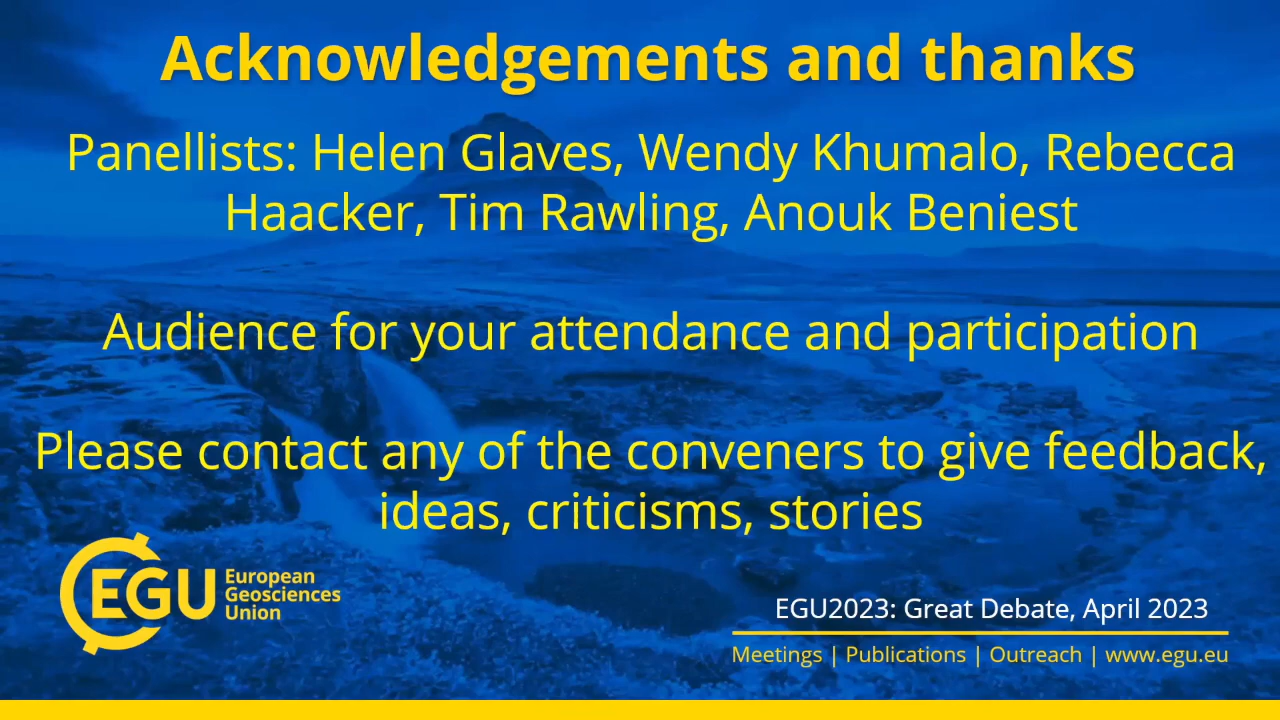 Acknowledgements and thanks
Panellists: Helen Glaves, Wendy Khumalo, Rebecca
Haacker, Tim Rawling, Anouk Beniest
Audience for your attendance and participation
Please contact any of the conveners to give feedback,
ideas, criticisms, stories
EGU
European
Geosciences
Union
EGU2023: Great Debate, April 2023
Meetings | Publications | Outreach | www.egu.eu